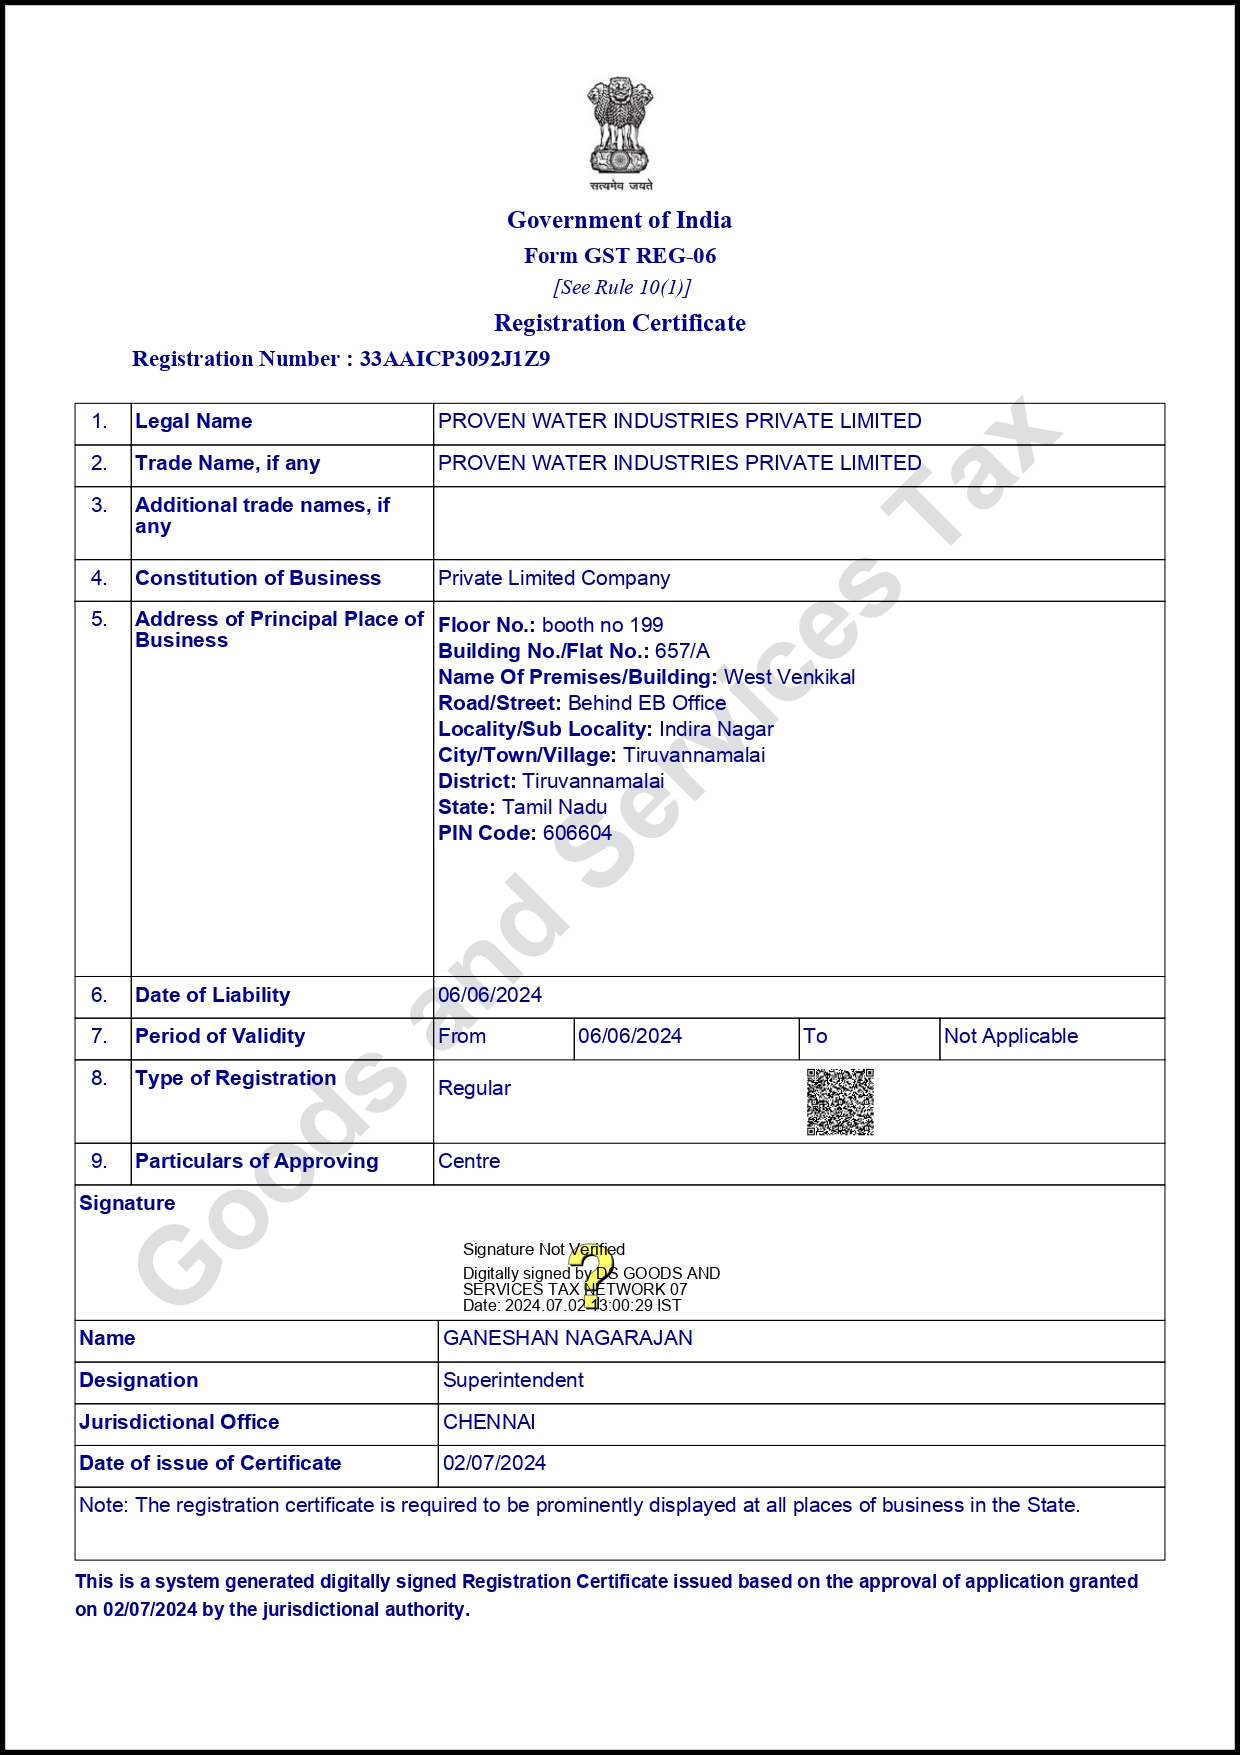 सत्यमेव जयते
Government of India
Form GST REG-06
[See Rule 10(1)]
Registration Certificate
Registration Number : 33AAICP3092J1Z9
1. Legal Name PROVEN WATER INDUSTRIES PRIVATE LIMITED
2. Trade Name, if any PROVEN WATER INDUSTRIES PRIVATE LIMITED
3. Additional trade names, if
any
4. Constitution of Business Private Limited Company
5. Address of Principal Place of
Business
Floor No.: booth no 199
Building No./Flat No.: 657/A
Name Of Premises/Building: West Venkikal
Road/Street: Behind EB Office
Locality/Sub Locality: Indira Nagar
City/Town/Village: Tiruvannamalai
District: Tiruvannamalai
State: Tamil Nadu
PIN Code: 606604
6. Date of Liability 06/06/2024
7. Period of Validity From 06/06/2024 To Not Applicable
8. Type of Registration Regular
9. Particulars of Approving Centre
Signature
Signature Not Verified
Digitally signed by DS GOODS AND
SERVICES TAX NETWORK 07
Date: 2024.07.02 13:00:29 IST
Name GANESHAN NAGARAJAN
Designation Superintendent
Jurisdictional Office CHENNAI
Date of issue of Certificate 02/07/2024
Note: The registration certificate is required to be prominently displayed at all places of business in the State.
This is a system generated digitally signed Registration Certificate issued based on the approval of application granted
on 02/07/2024 by the jurisdictional authority.
Goods and Services Tax